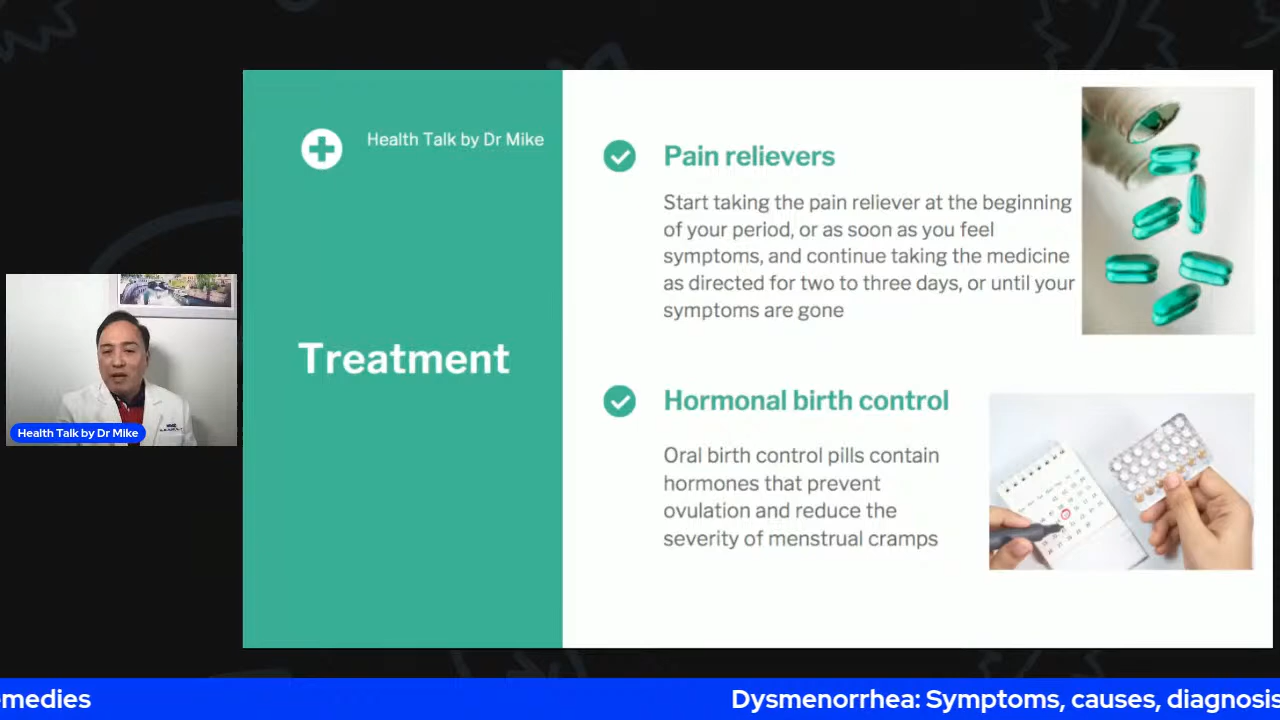 Health Talk by Dr Mike
Treatment
Pain relievers
Start taking the pain reliever at the beginning
of your period, or as soon as you feel
symptoms, and continue taking the medicine
as directed for two to three days, or until your
symptoms are gone
Hormonal birth control
Oral birth control pills contain
hormones that prevent
ovulation and reduce the
severity of menstrual cramps
Health Talk by Dr Mike
emedies
Dysmenorrhea: Symptoms, causes, diagnosis